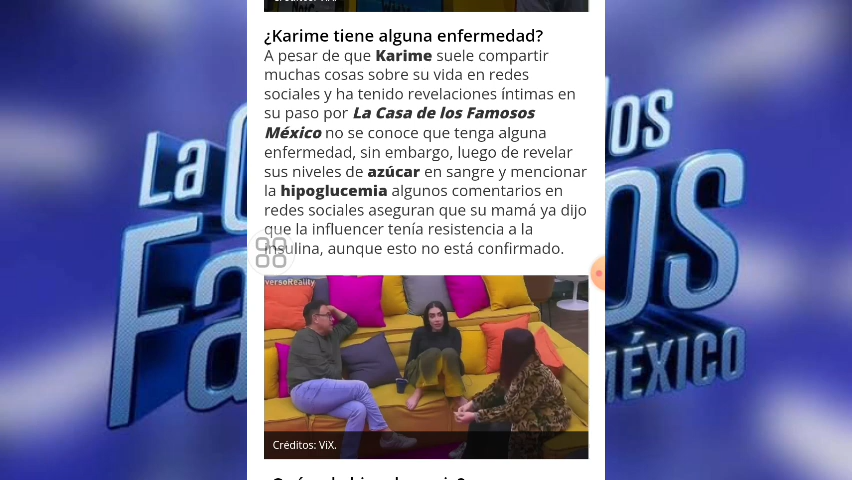 ¿Karime tiene alguna enfermedad?
A pesar de que Karime suele compartir
muchas cosas sobre su vida en redes
sociales y ha tenido revelaciones íntimas en
su paso por La Casa de los Famosos
México no se conoce que tenga alguna
enfermedad, sin embargo, luego de revelar
sus niveles de azúcar en sangre y mencionar
la hipoglucemia algunos comentarios en
redes sociales aseguran que su mamá ya dijo
que la influencer tenía resistencia a la
insulina, aunque esto no está confirmado.
versoReality
Créditos: ViX.
La
Fa
os
MÉXICO